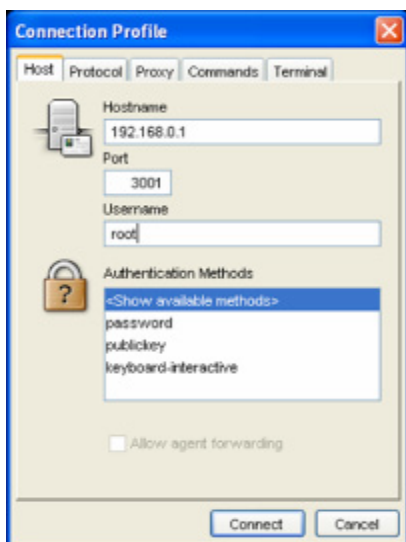 Connection Profile
Host Protocol Proxy Commands Terminal
Hostname
192.168.0.1
Port
3001
Username
root
?
Authentication Methods
<Show available methods>
password
publickey
keyboard-interactive
Allow agent forwarding
Connect Cancel